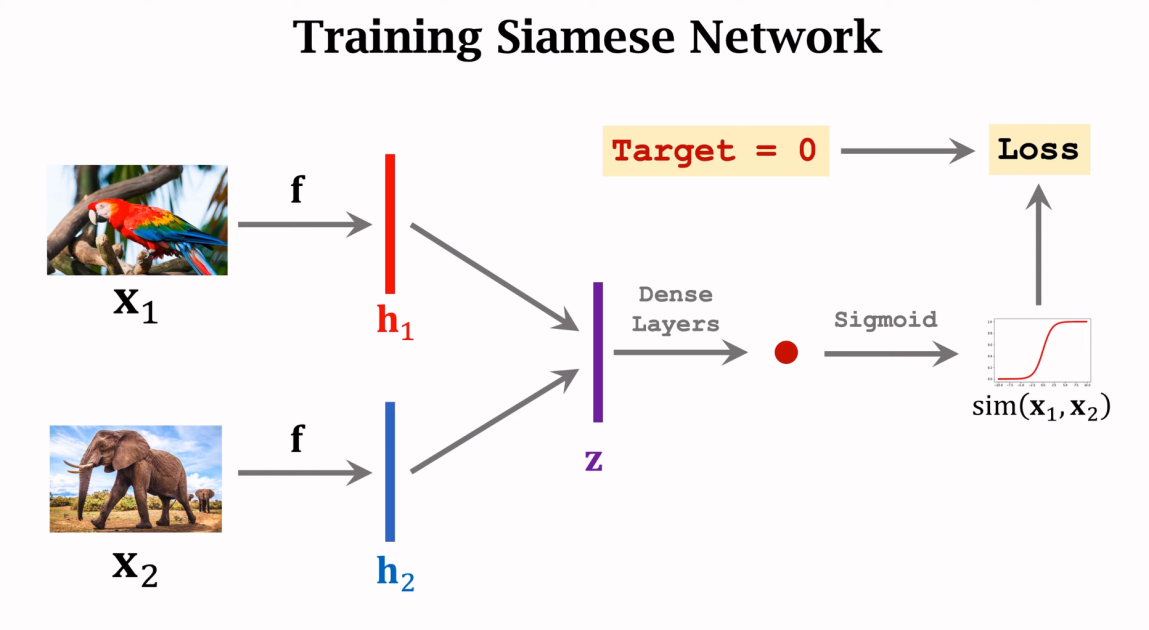 Training Siamese Network
Target = 0
Loss
f
x₁
h₁
Dense
Layers
Sigmoid
sim(x₁, x₂)
z
f
x₂
h₂